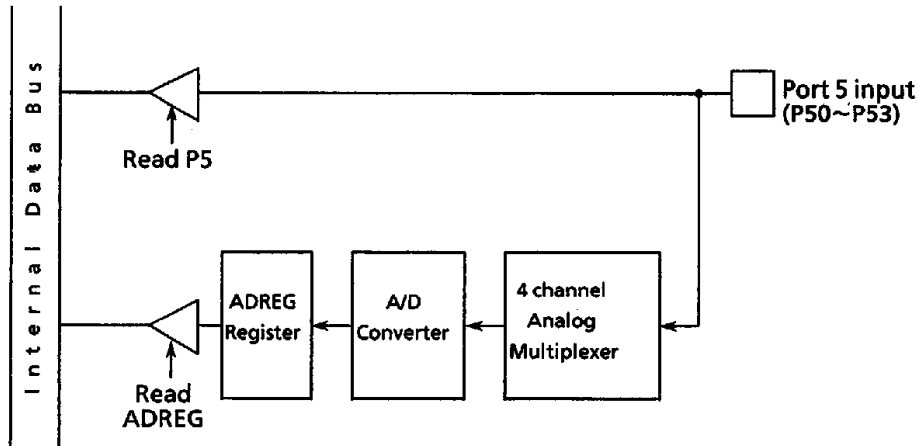 Internal Data Bus
Port 5 input
(P50~P53)
Read P5
ADREG
Register
A/D
Converter
4 channel
Analog
Multiplexer
Read
ADREG